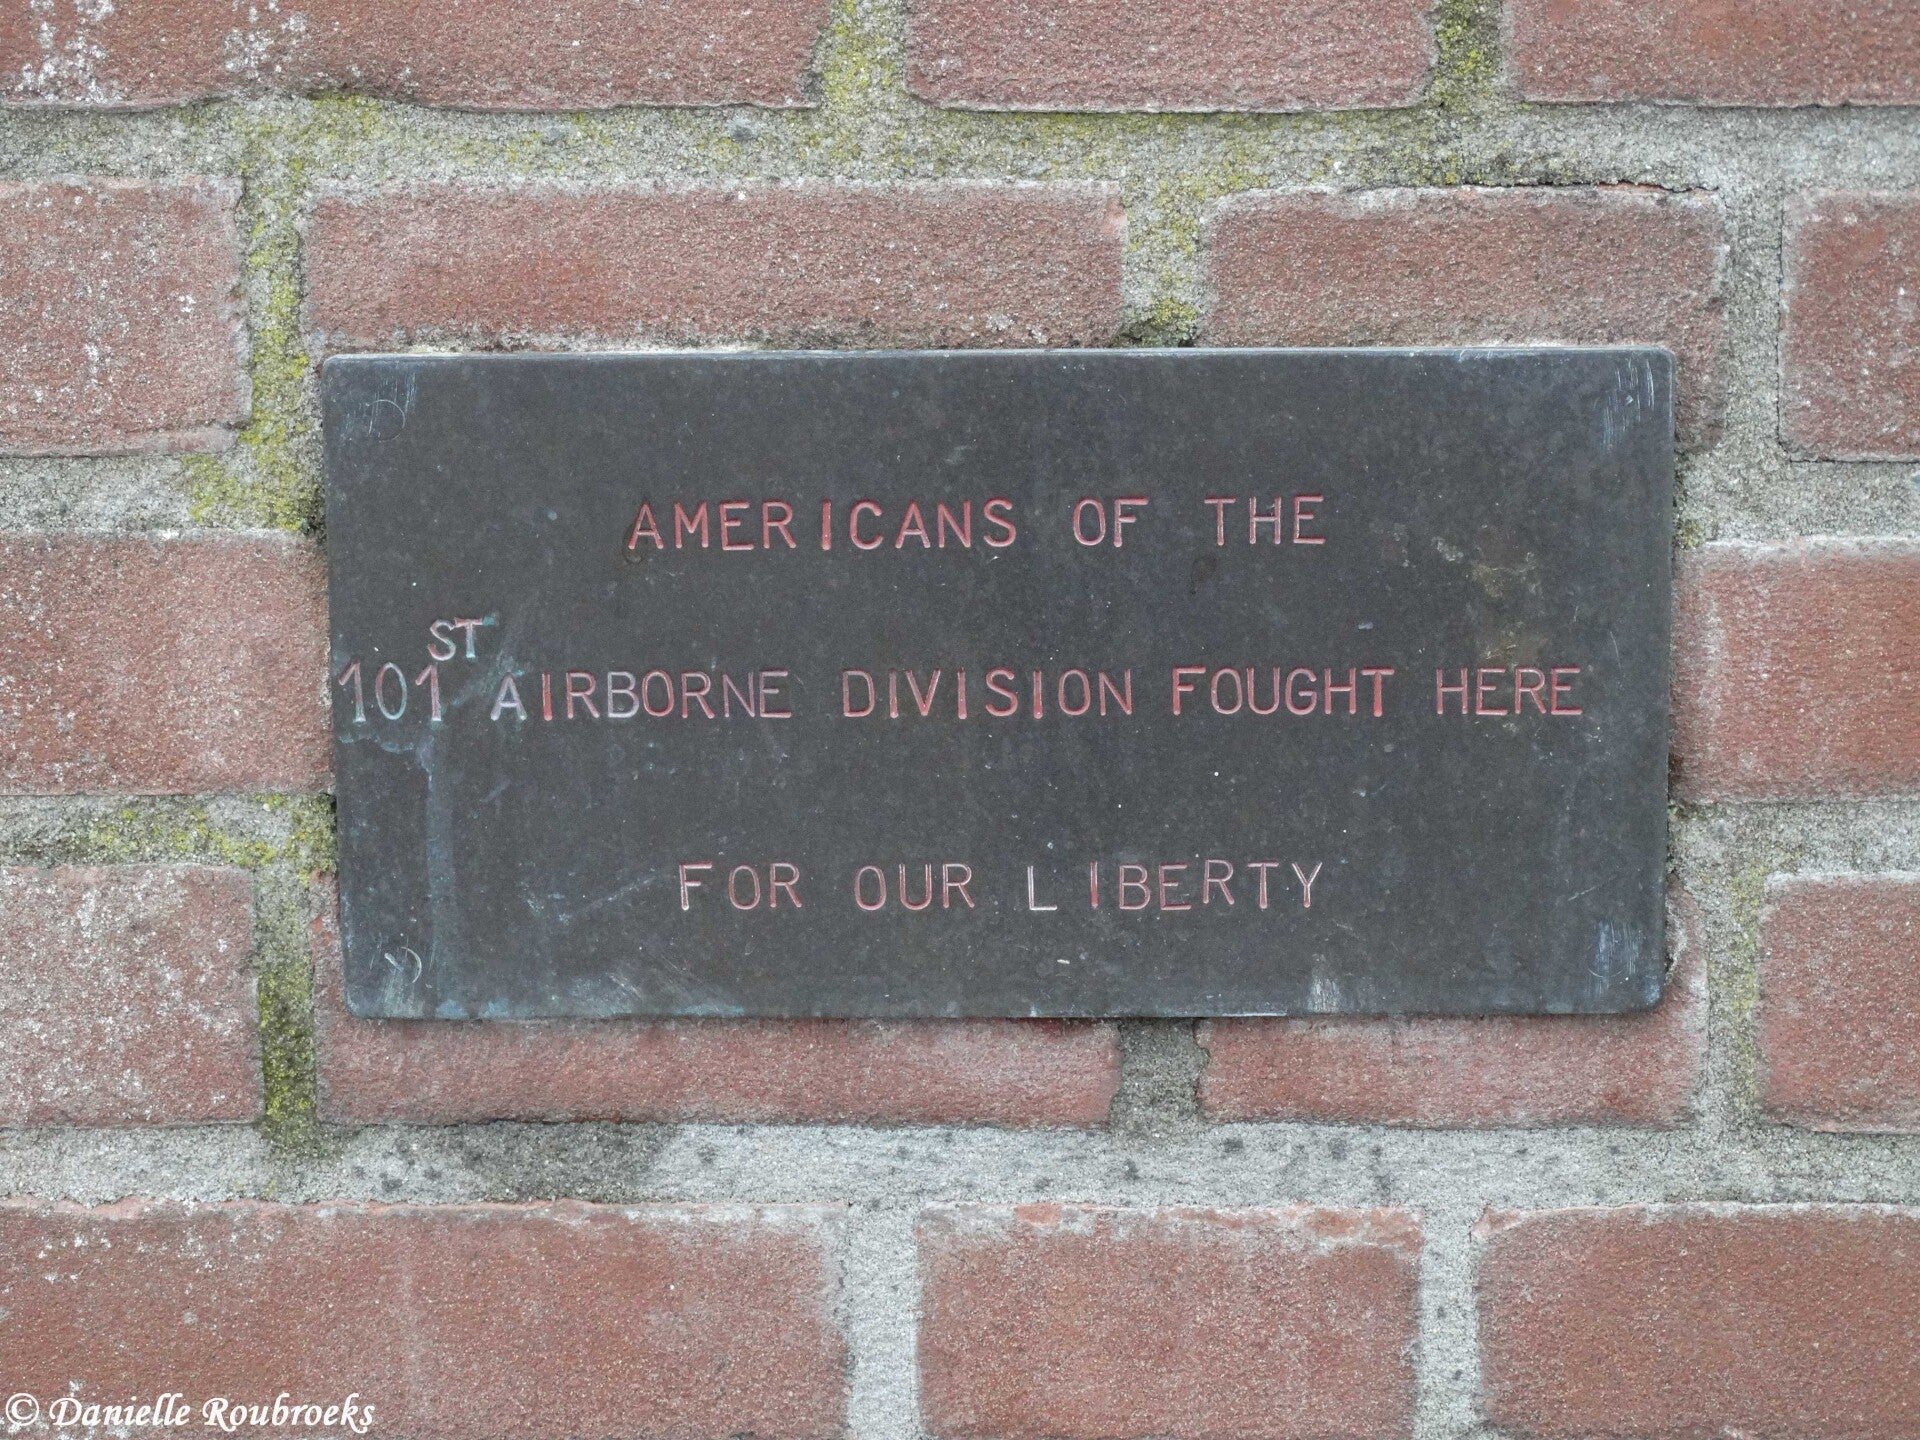 AMERICANS OF THE
101ST AIRBORNE DIVISION FOUGHT HERE
FOR OUR LIBERTY
© Danielle Roubroeks